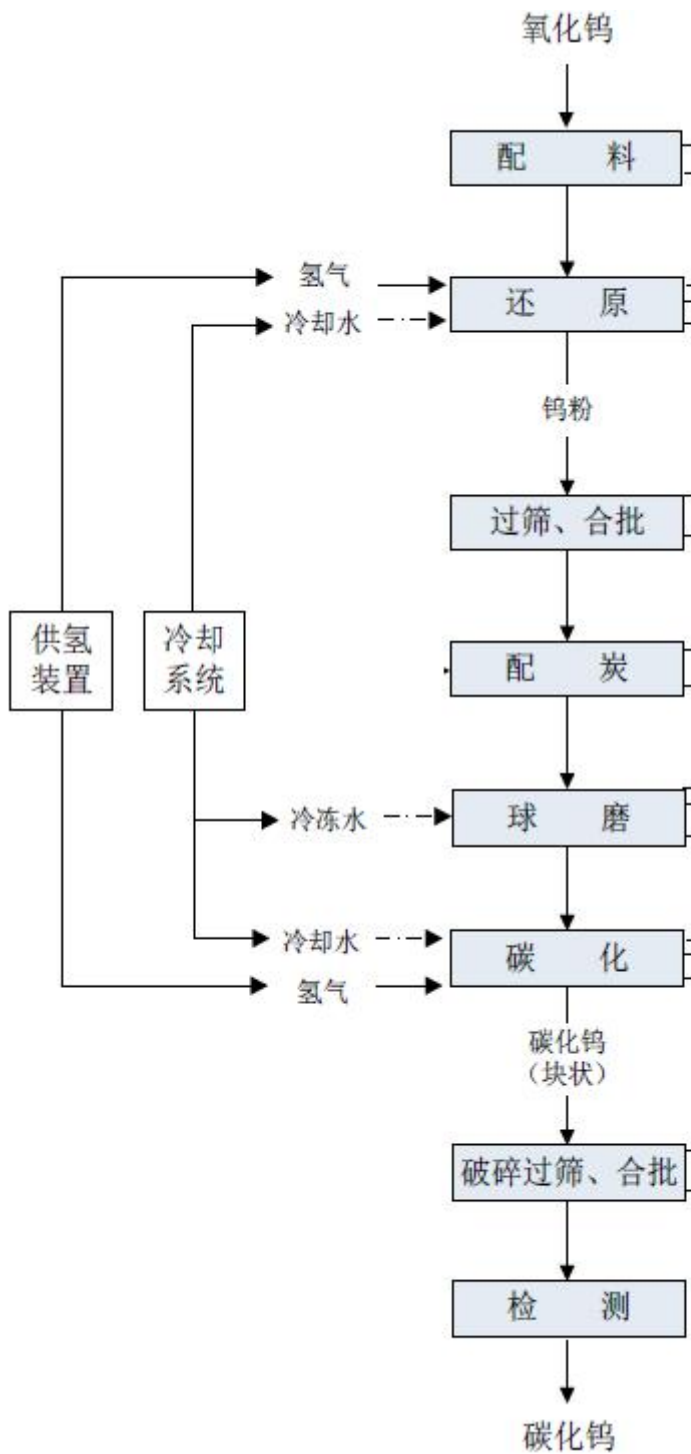 氧化钨
配 料
氢气
还 原
冷却水
钨粉
过筛、合批
供氢
装置
冷却
系统
配 炭
冷冻水
球 磨
冷却水
碳 化
氢气
碳化钨
（块状）
破碎过筛、合批
检 测
碳化钨